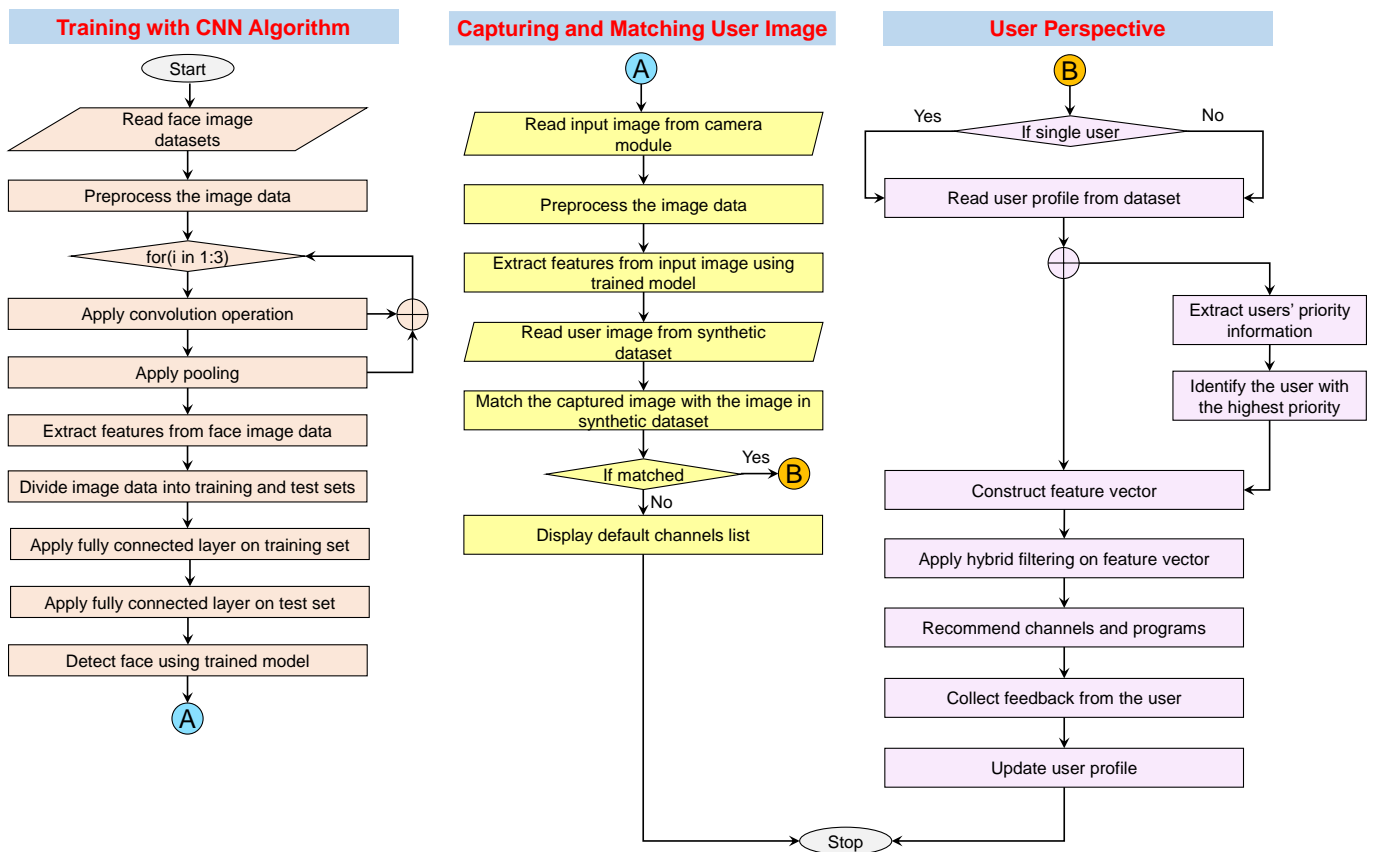 Training with CNN Algorithm
Start
Read face image
datasets
Preprocess the image data
for(i in 1:3)
Apply convolution operation
Apply pooling
Extract features from face image data
Divide image data into training and test sets
Apply fully connected layer on training set
Apply fully connected layer on test set
Detect face using trained model
A
Capturing and Matching User Image
A
Read input image from camera
module
Preprocess the image data
Extract features from input image using
trained model
Read user image from synthetic
dataset
Match the captured image with the image in
synthetic dataset
If matched
Yes
B
No
Display default channels list
User Perspective
B
Yes
If single user
No
Read user profile from dataset
Extract users' priority
information
Identify the user with
the highest priority
Construct feature vector
Apply hybrid filtering on feature vector
Recommend channels and programs
Collect feedback from the user
Update user profile
Stop